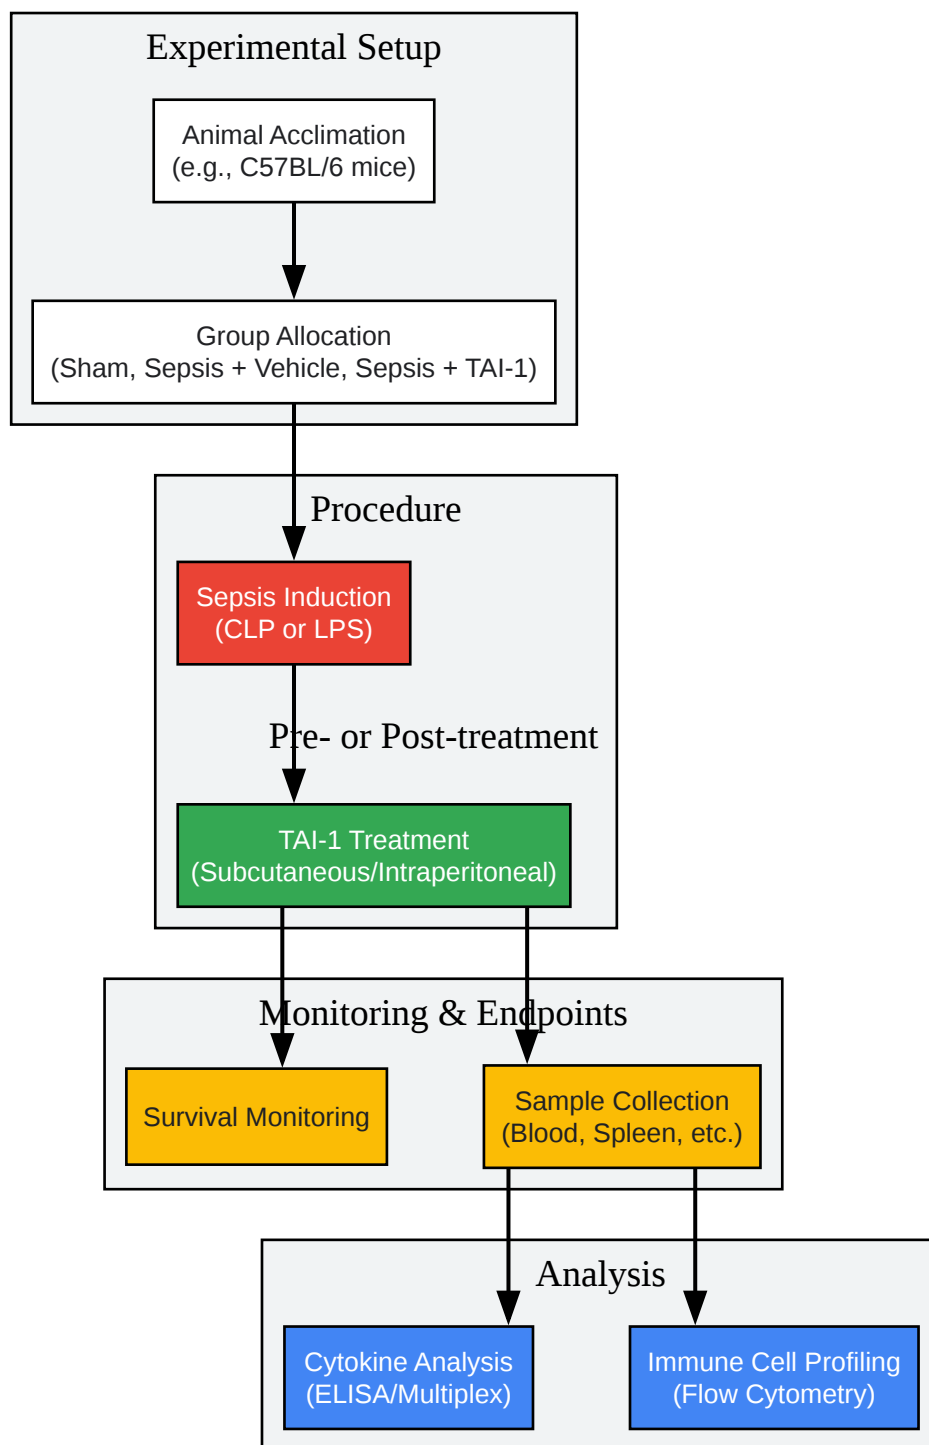 Experimental Setup
Animal Acclimation
(e.g., C57BL/6 mice)
Group Allocation
(Sham, Sepsis + Vehicle, Sepsis + TAI-1)
Procedure
Sepsis Induction
(CLP or LPS)
Pre- or Post-treatment
TAI-1 Treatment
(Subcutaneous/Intraperitoneal)
Monitoring & Endpoints
Survival Monitoring
Sample Collection
(Blood, Spleen, etc.)
Analysis
Cytokine Analysis
(ELISA/Multiplex)
Immune Cell Profiling
(Flow Cytometry)